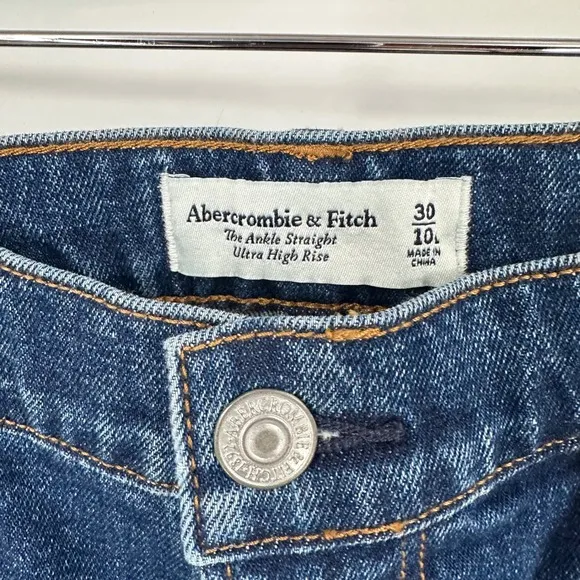 Abercrombie & Fitch
The Ankle Straight
Ultra High Rise
30
10L
MADE IN
CHINA
ABERCROMBIE & FITCH